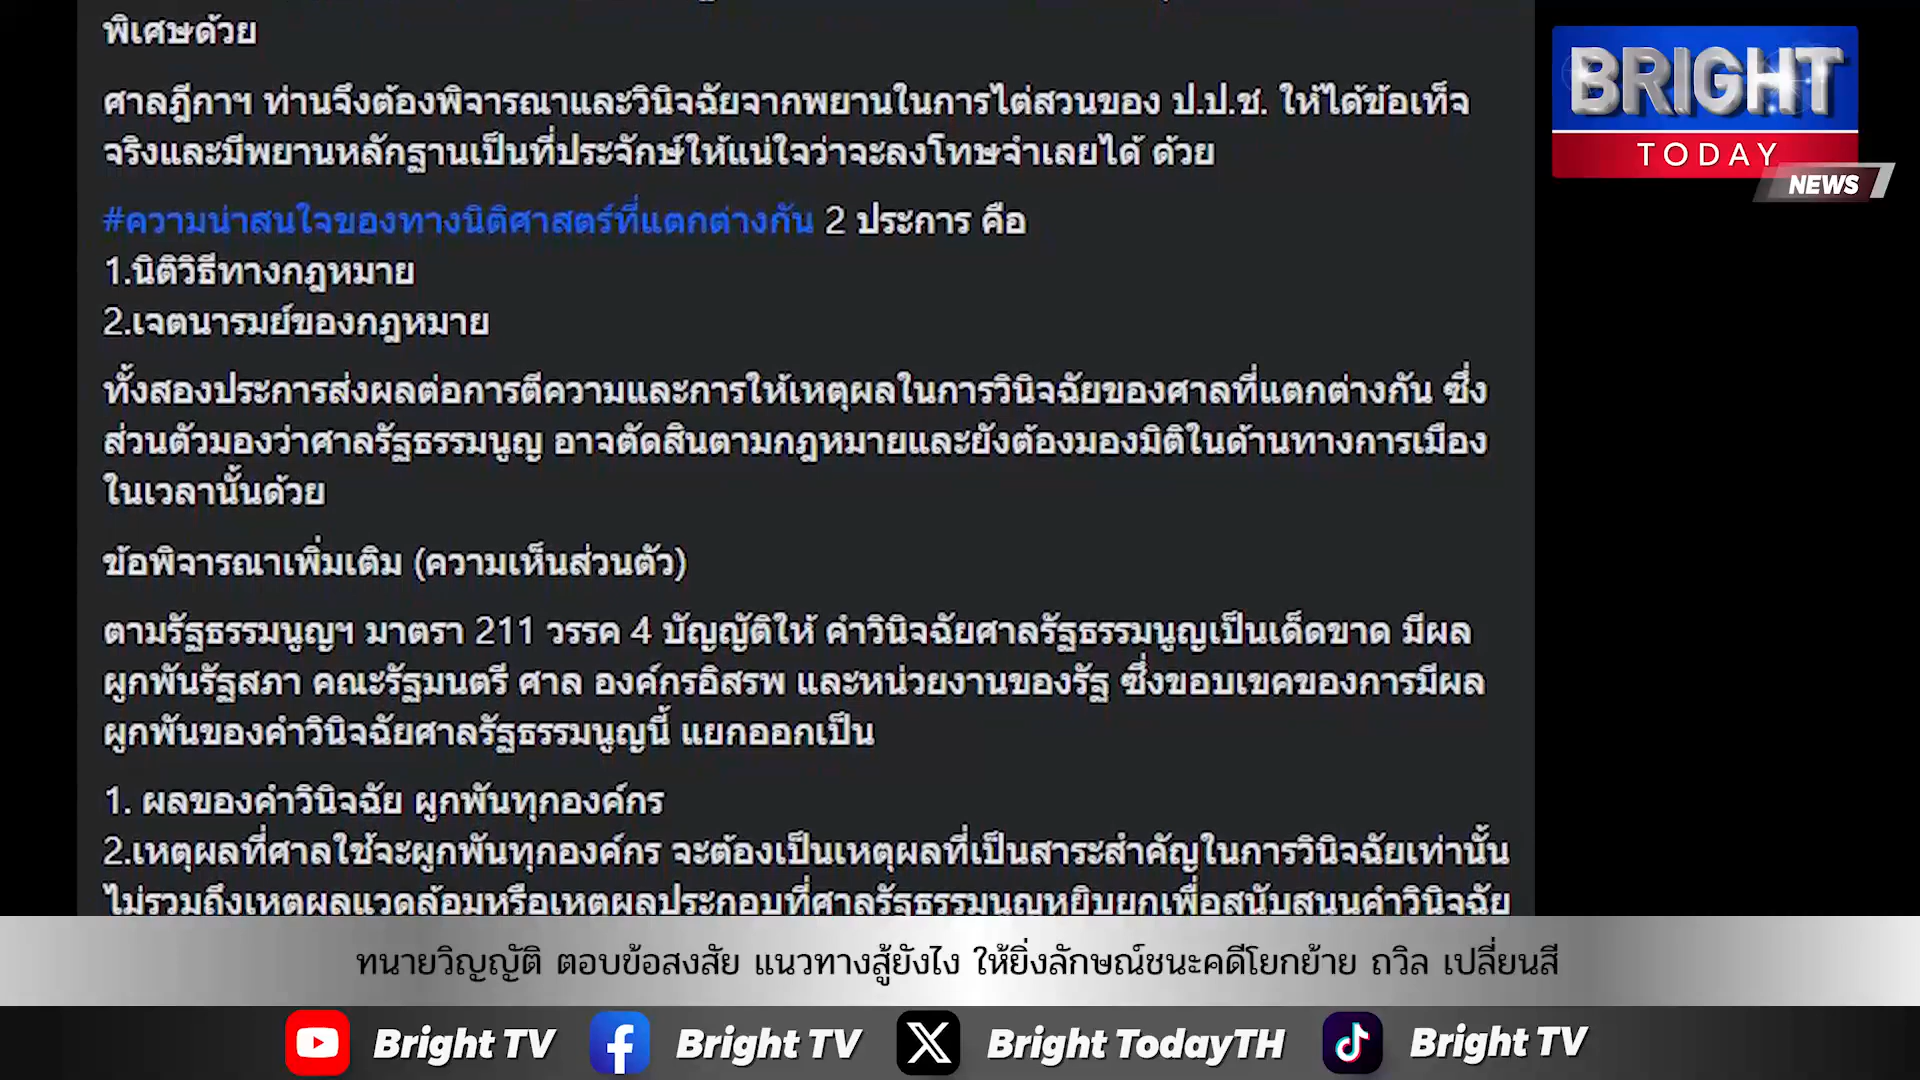 พิเศษด้วย
ศาลฎีกาฯ ท่านจึงต้องพิจารณาและวินิจฉัยจากพยานในการไต่สวนของ ป.ป.ช. ให้ได้ข้อเท็จ
จริงและมีพยานหลักฐานเป็นที่ประจักษ์ให้แน่ใจว่าจะลงโทษจำเลยได้ ด้วย
#ความน่าสนใจของทางนิติศาสตร์ที่แตกต่างกัน 2 ประการ คือ
1.นิติวิธีทางกฎหมาย
2.เจตนารมย์ของกฎหมาย
ทั้งสองประการส่งผลต่อการตีความและการให้เหตุผลในการวินิจฉัยของศาลที่แตกต่างกัน ซึ่ง
ส่วนตัวมองว่าศาลรัฐธรรมนูญ อาจตัดสินตามกฎหมายและยังต้องมองมิติในด้านทางการเมือง
ในเวลานั้นด้วย
ข้อพิจารณาเพิ่มเติม (ความเห็นส่วนตัว)
ตามรัฐธรรมนูญฯ มาตรา 211 วรรค 4 บัญญัติให้ คำวินิจฉัยศาลรัฐธรรมนูญเป็นเด็ดขาด มีผล
ผูกพันรัฐสภา คณะรัฐมนตรี ศาล องค์กรอิสรพ และหน่วยงานของรัฐ ซึ่งขอบเขคของการมีผล
ผูกพันของคำวินิจฉัยศาลรัฐธรรมนูญนี้ แยกออกเป็น
1. ผลของคำวินิจฉัย ผูกพันทุกองค์กร
2.เหตุผลที่ศาลใช้จะผูกพันทุกองค์กร จะต้องเป็นเหตุผลที่เป็นสาระสำคัญในการวินิจฉัยเท่านั้น
ไม่รวมถึงเหตุผลแวดล้อมหรือเหตุผลประกอบที่ศาลรัฐธรรมนูญหยิบยกเพื่อสนับสนุนคำวินิจฉัย
BRIGHT
TODAY
NEWS
ทนายวิญญัติ ตอบข้อสงสัย แนวทางสู้ยังไง ให้ยิ่งลักษณ์ชนะคดีโยกย้าย ถวิล เปลี่ยนสี
Bright TV
Bright TV
Bright TodayTH
Bright TV